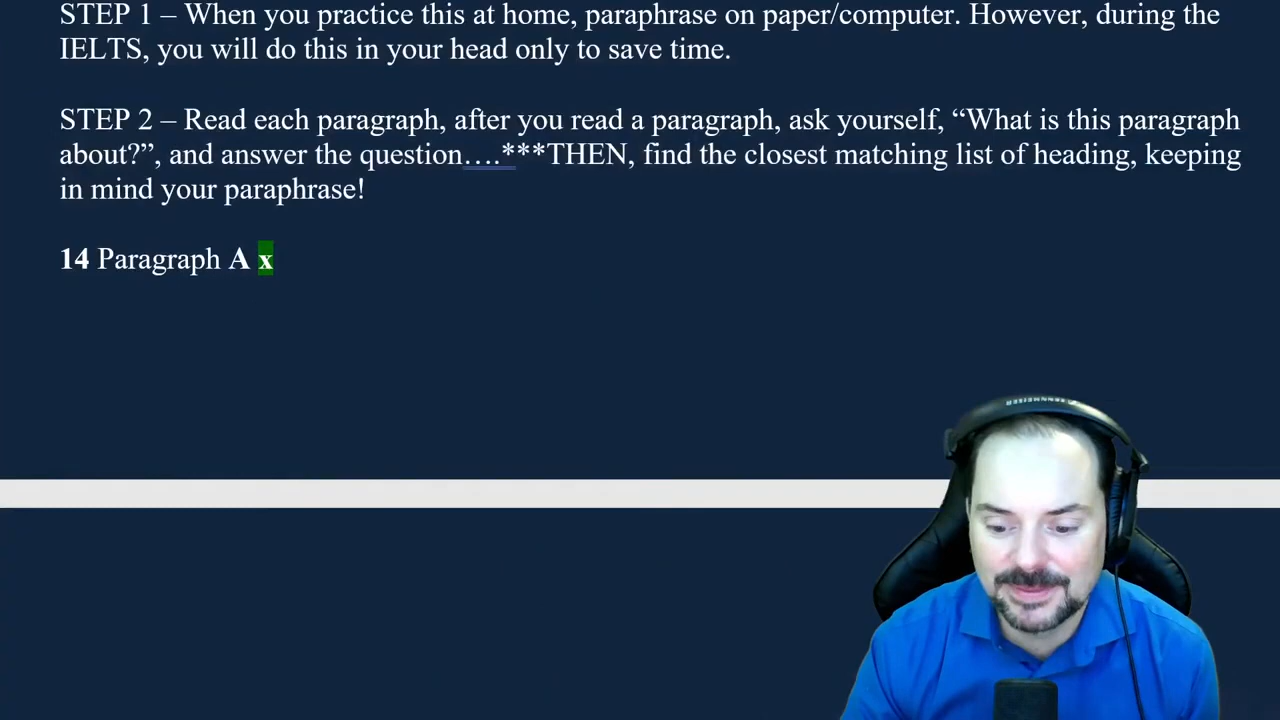 STEP 1 – When you practice this at home, paraphrase on paper/computer. However, during the
IELTS, you will do this in your head only to save time.
STEP 2 – Read each paragraph, after you read a paragraph, ask yourself, “What is this paragraph
about?”, and answer the question….***THEN, find the closest matching list of heading, keeping
in mind your paraphrase!
14 Paragraph A x
SENNHEISER